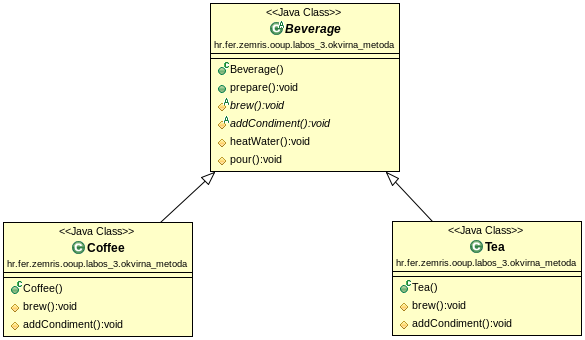 <<Java Class>>
Beverage
hr.fer.zemris.ooup.labos_3.okvirna_metoda
Beverage()
prepare():void
brew():void
addCondiment():void
heatWater():void
pour():void
<<Java Class>>
Coffee
hr.fer.zemris.ooup.labos_3.okvirna_metoda
Coffee()
brew():void
addCondiment():void
<<Java Class>>
Tea
hr.fer.zemris.ooup.labos_3.okvirna_metoda
Tea()
brew():void
addCondiment():void